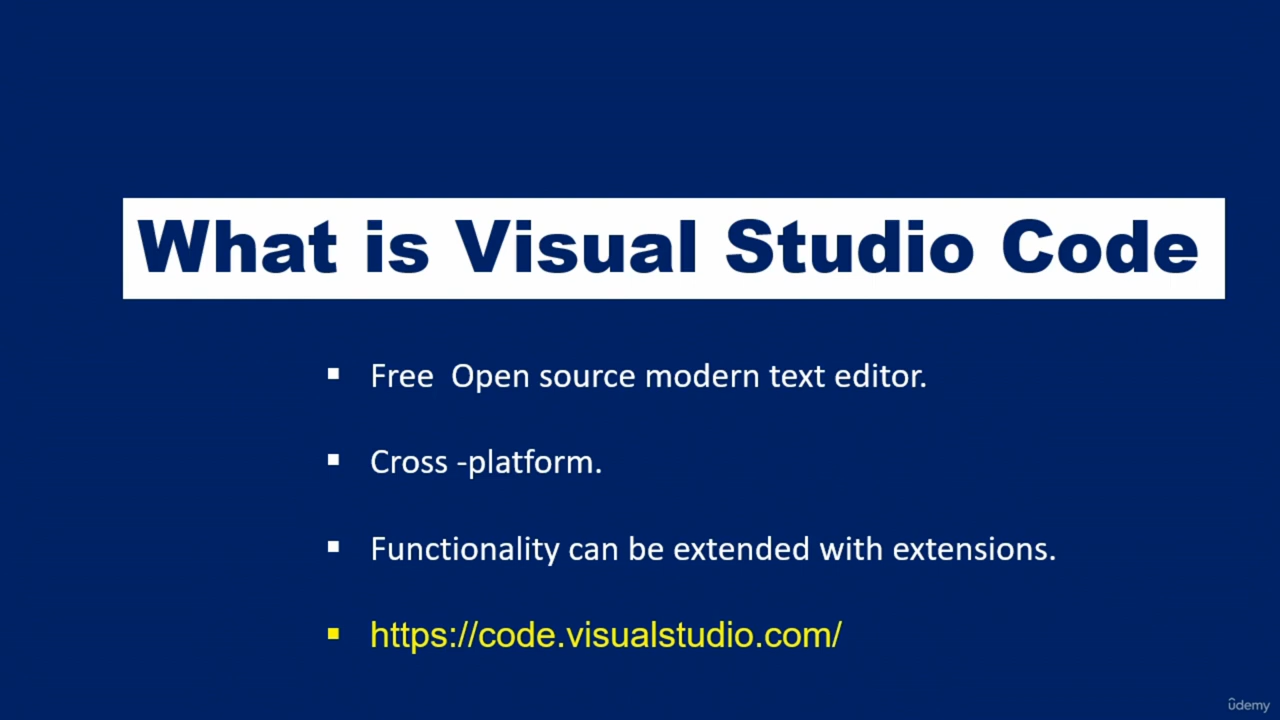 What is Visual Studio Code
▪ Free  Open source modern text editor.
▪ Cross -platform.
▪ Functionality can be extended with extensions.
▪ https://code.visualstudio.com/
ûdemy